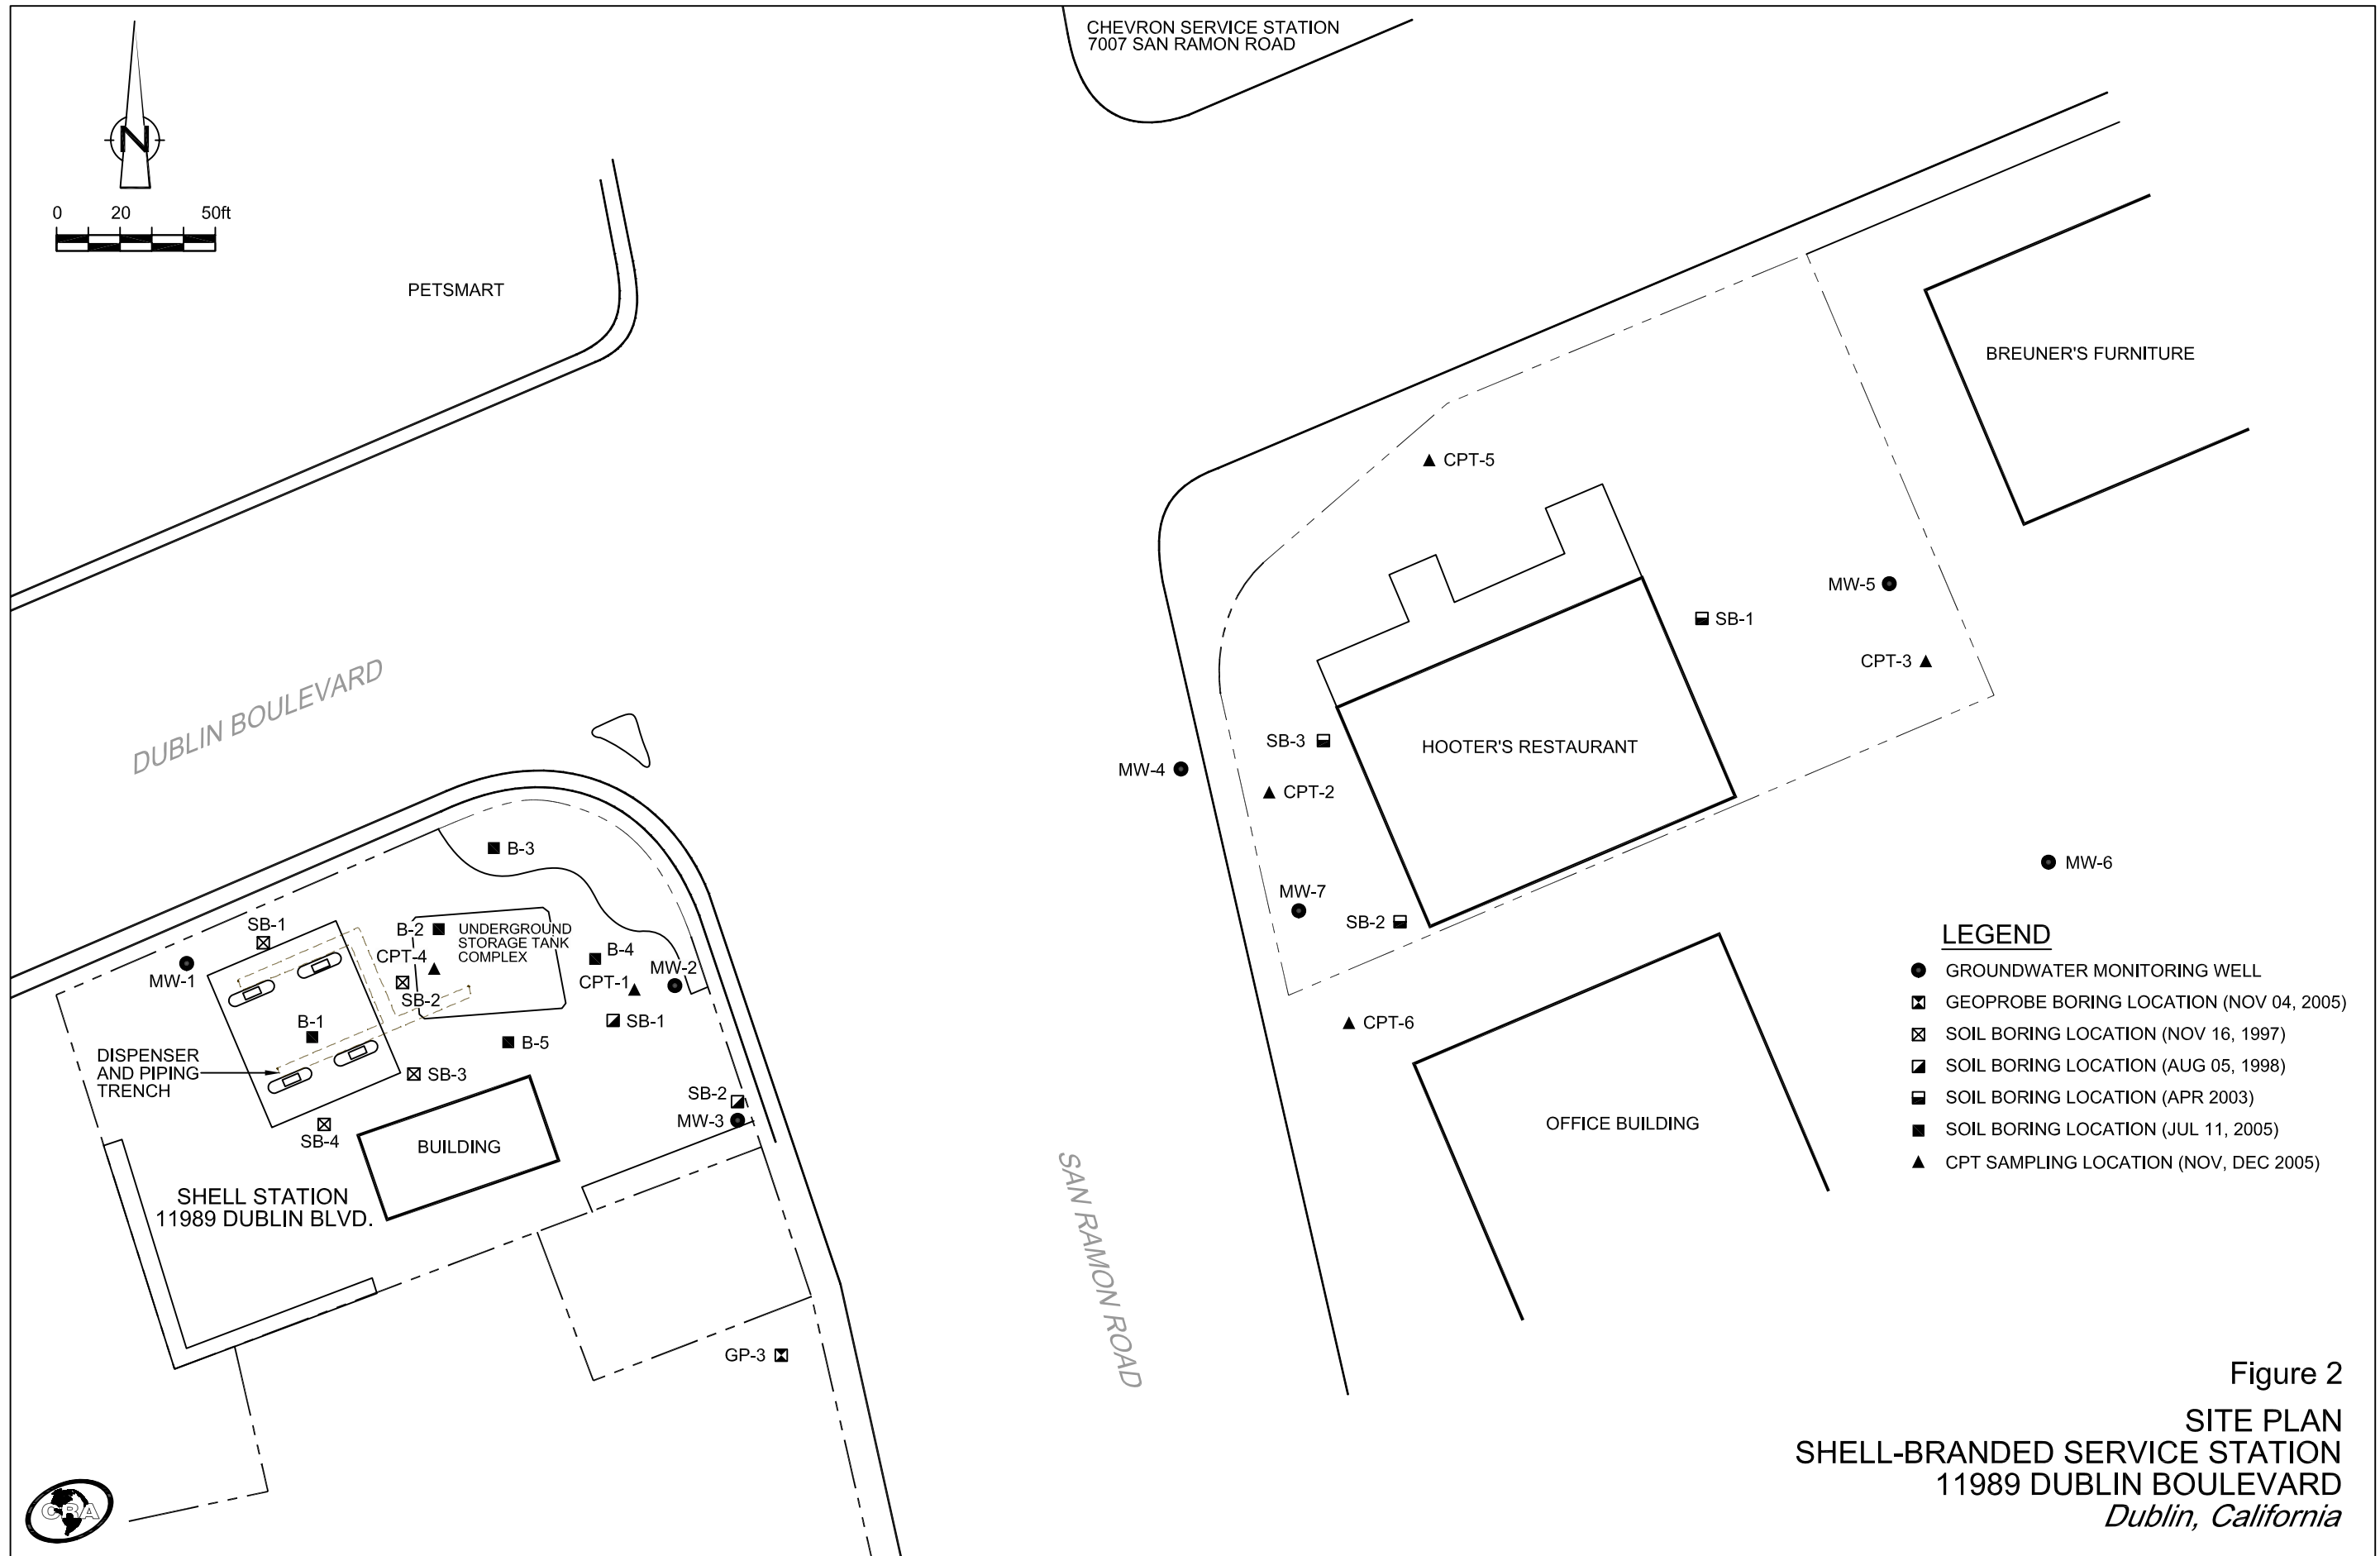 CHEVRON SERVICE STATION
7007 SAN RAMON ROAD
N
0 20 50ft
PETSMART
BREUNER'S FURNITURE
CPT-5
MW-5
SB-1
CPT-3
DUBLIN BOULEVARD
SB-3
HOOTER'S RESTAURANT
MW-4
CPT-2
B-3
MW-6
MW-7
SB-2
SB-1
B-2
UNDERGROUND
STORAGE TANK
COMPLEX
B-4
CPT-4
MW-1
MW-2
CPT-1
SB-2
SB-1
B-1
B-5
CPT-6
DISPENSER
AND PIPING
TRENCH
SB-3
SB-2
MW-3
SB-4
BUILDING
OFFICE BUILDING
SHELL STATION
11989 DUBLIN BLVD.
SAN RAMON ROAD
GP-3
LEGEND
GROUNDWATER MONITORING WELL
GEOPROBE BORING LOCATION (NOV 04, 2005)
SOIL BORING LOCATION (NOV 16, 1997)
SOIL BORING LOCATION (AUG 05, 1998)
SOIL BORING LOCATION (APR 2003)
SOIL BORING LOCATION (JUL 11, 2005)
CPT SAMPLING LOCATION (NOV, DEC 2005)
Figure 2
SITE PLAN
SHELL-BRANDED SERVICE STATION
11989 DUBLIN BOULEVARD
Dublin, California
CRA